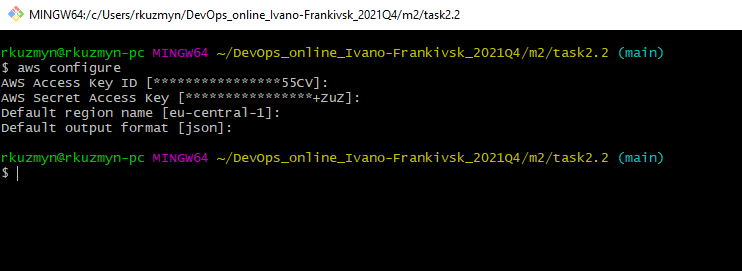 MINGW64:/c/Users/rkuzmyn/DevOps_online_Ivano-Frankivsk_2021Q4/m2/task2.2
rkuzmyn@rkuzmyn-pc MINGW64 ~/DevOps_online_Ivano-Frankivsk_2021Q4/m2/task2.2 (main)
$ aws configure
AWS Access Key ID [****************55CV]:
AWS Secret Access Key [****************+ZuZ]:
Default region name [eu-central-1]:
Default output format [json]:
rkuzmyn@rkuzmyn-pc MINGW64 ~/DevOps_online_Ivano-Frankivsk_2021Q4/m2/task2.2 (main)
$